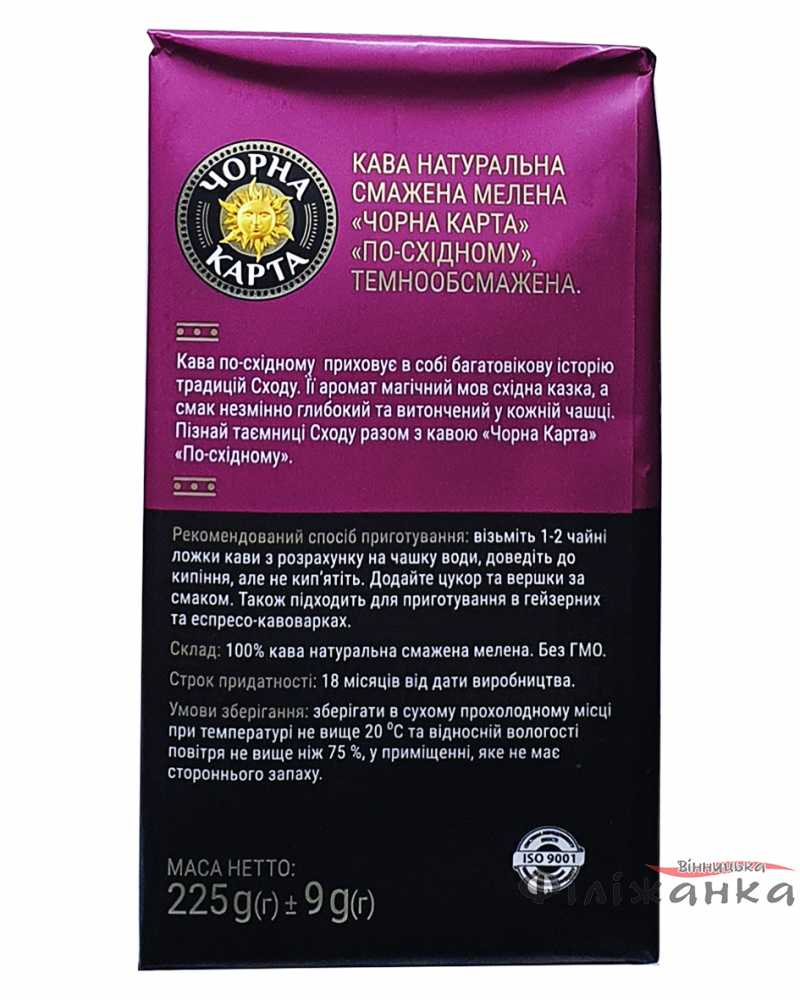 ЧОРНА
КАРТА
КАВА НАТУРАЛЬНА
СМАЖЕНА МЕЛЕНА
«ЧОРНА КАРТА»
«ПО-СХІДНОМУ»,
ТЕМНООБСМАЖЕНА.
Кава по-східному приховує в собі багатовікову історію
традицій Сходу. Її аромат магічний мов східна казка, а
смак незмінно глибокий та витончений у кожній чашці.
Пізнай таємниці Сходу разом з кавою «Чорна Карта»
«По-східному».
Рекомендований спосіб приготування: візьміть 1-2 чайні
ложки кави з розрахунку на чашку води, доведіть до
кипіння, але не кип’ятіть. Додайте цукор та вершки за
смаком. Також підходить для приготування в гейзерних
та еспресо-кавоварках.
Склад: 100% кава натуральна смажена мелена. Без ГМО.
Строк придатності: 18 місяців від дати виробництва.
Умови зберігання: зберігати в сухому прохолодному місці
при температурі не вище 20 ⁰C та відносній вологості
повітря не вище ніж 75 %, у приміщенні, яке не має
стороннього запаху.
МАСА НЕТТО:
225 g(г) ± 9 g(г)
ISO 9001
Вінницька
Філіжанка